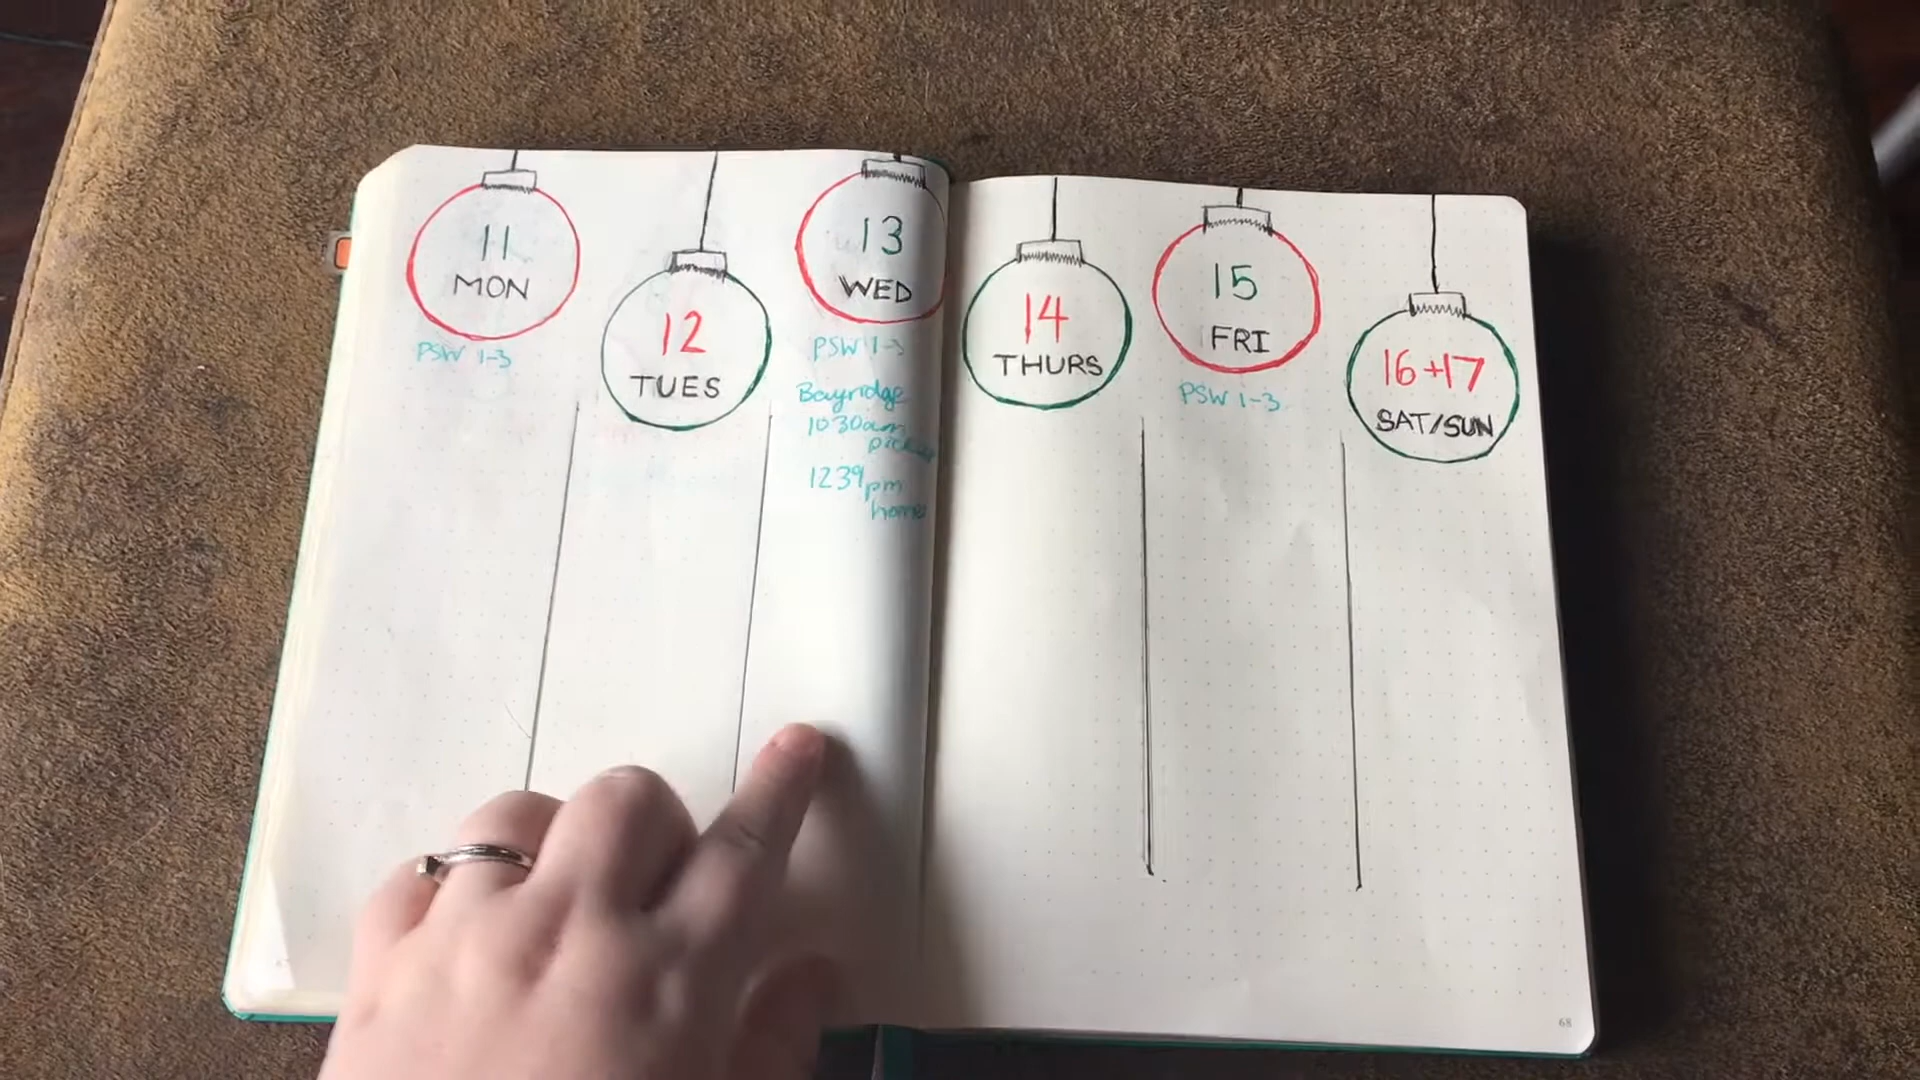 11
MON
PSW 1-3
12
TUES
13
WED
PSW 1-3
Bayridge
1030am
pickup
1239pm
home
14
THURS
15
FRI
PSW 1-3
16+17
SAT/SUN
68